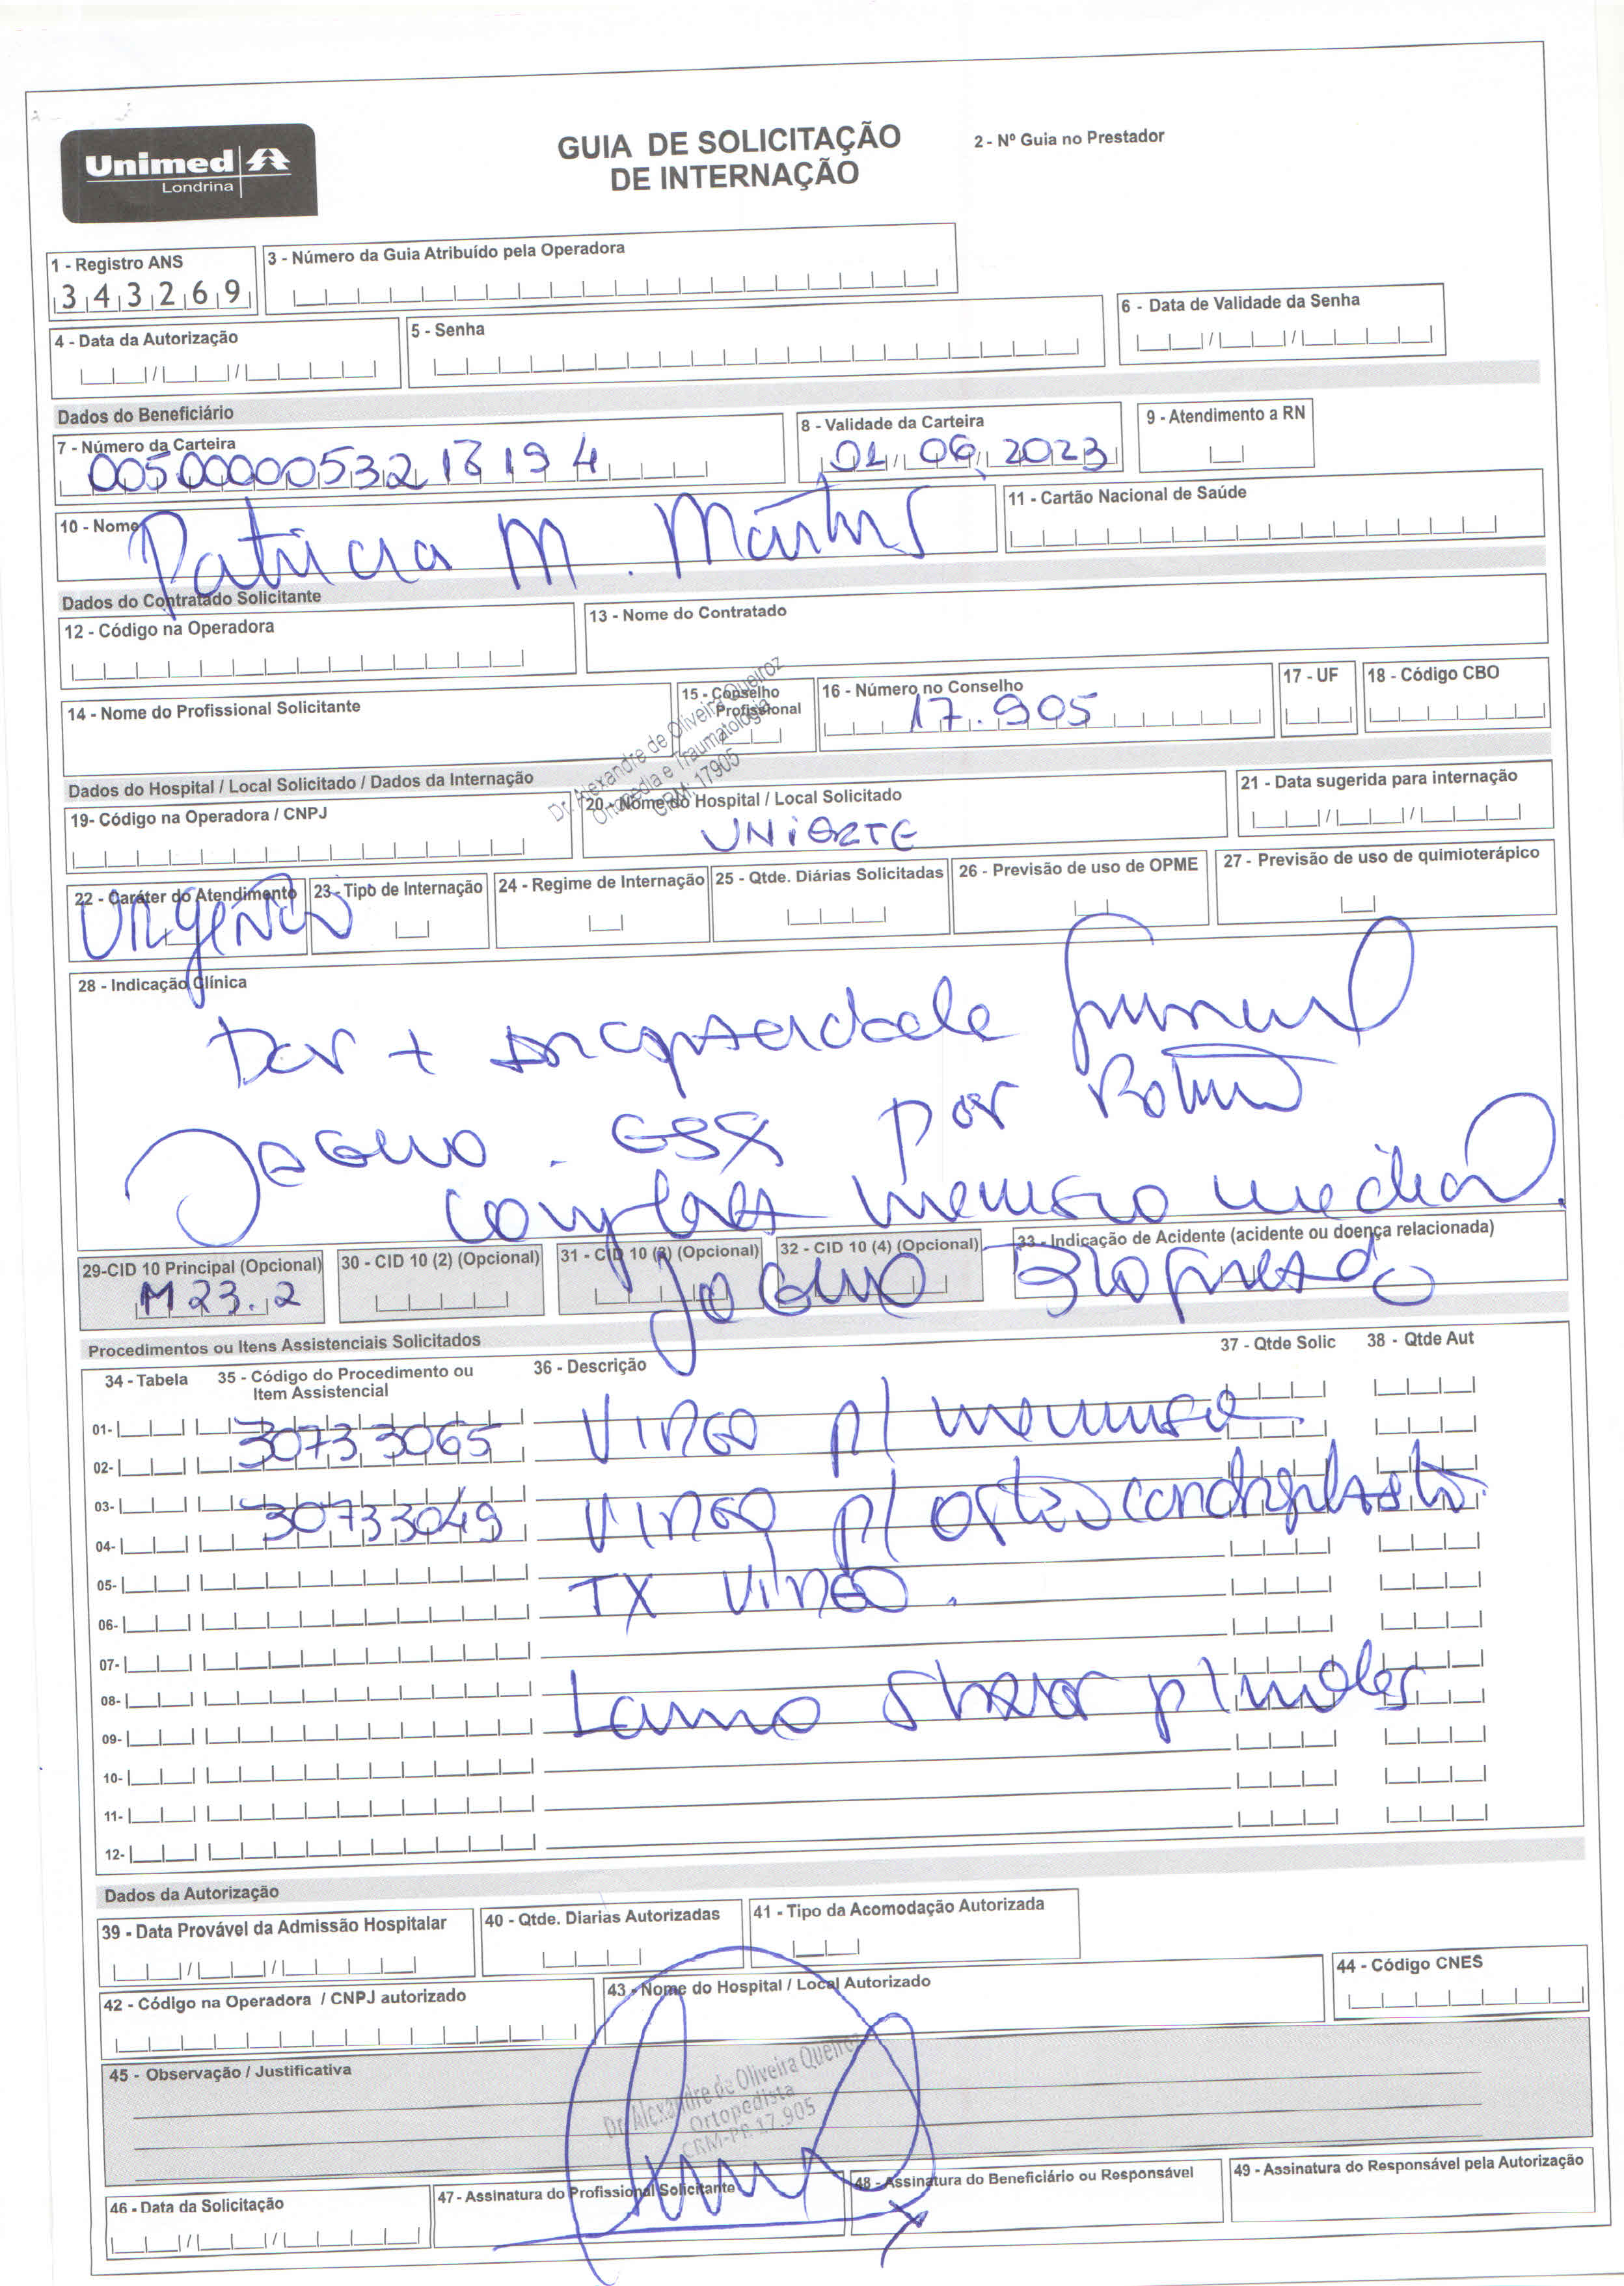 Unimed
Londrina
GUIA DE SOLICITAÇÃO
DE INTERNAÇÃO
2 - Nº Guia no Prestador
1 - Registro ANS
343269
3 - Número da Guia Atribuído pela Operadora
4 - Data da Autorização
5 - Senha
6 - Data de Validade da Senha
Dados do Beneficiário
7 - Número da Carteira
8 - Validade da Carteira
01 06 2023
9 - Atendimento a RN
10 - Nome
Patricia M. Martins
11 - Cartão Nacional de Saúde
Dados do Contratado Solicitante
12 - Código na Operadora
13 - Nome do Contratado
14 - Nome do Profissional Solicitante
15 - Conselho Profissional
16 - Número no Conselho
17.905
17 - UF
18 - Código CBO
Dr. Alexandre de Oliveira Queiroz
Ortopedia e Traumatologia
CRM: 17905
Dados do Hospital / Local Solicitado / Dados da Internação
19- Código na Operadora / CNPJ
20 - Nome do Hospital / Local Solicitado
UNIORTE
21 - Data sugerida para internação
22 - Caráter do Atendimento
Urgência
23 - Tipo de Internação
24 - Regime de Internação
25 - Qtde. Diárias Solicitadas
26 - Previsão de uso de OPME
27 - Previsão de uso de quimioterápico
28 - Indicação Clínica
Dor + incapacidade funcional
Joelho por
complexa menisco medial
joelho
29-CID 10 Principal (Opcional)
M23.2
30 - CID 10 (2) (Opcional)
31 - CID 10 (3) (Opcional)
32 - CID 10 (4) (Opcional)
33 - Indicação de Acidente (acidente ou doença relacionada)
Procedimentos ou Itens Assistenciais Solicitados
34 - Tabela
35 - Código do Procedimento ou
Item Assistencial
36 - Descrição
37 - Qtde Solic
38 - Qtde Aut
01-
02-
30733065 Video p/
03-
04-
30733049 Video p/ osteocondroplastia
05-
06-
TX Video.
07-
08-
09-
Lamina Shaver p/
10-
11-
12-
Dados da Autorização
39 - Data Provável da Admissão Hospitalar
40 - Qtde. Diarias Autorizadas
41 - Tipo da Acomodação Autorizada
42 - Código na Operadora / CNPJ autorizado
43 - Nome do Hospital / Local Autorizado
44 - Código CNES
45 - Observação / Justificativa
Dr. Alexandre de Oliveira Queiroz
Ortopedista
CRM-PR 17.905
46 - Data da Solicitação
47 - Assinatura do Profissional Solicitante
48 - Assinatura do Beneficiário ou Responsável
49 - Assinatura do Responsável pela Autorização